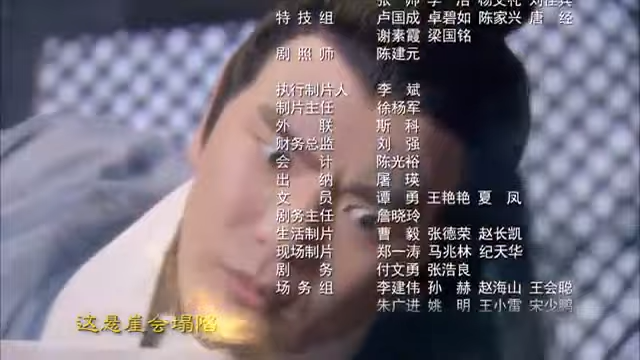 特技组 卢国成 卓碧如 陈家兴 唐 经
谢素霞 梁国铭
剧照师 陈建元
执行制片人 李 斌
制片主任 徐杨军
外 联 斯 科
财务总监 刘 强
会 计 陈光裕
出 纳 屠 瑛
文 员 谭 勇 王艳艳 夏 凤
剧务主任 詹晓玲
生活制片 曹 毅 张德荣 赵长凯
现场制片 郑一涛 马兆林 纪天华
剧 务 付文勇 张浩良
场务组 李建伟 孙 赫 赵海山 王会聪
朱广进 姚 明 王小雷 宋少鹏
这悬崖会塌陷